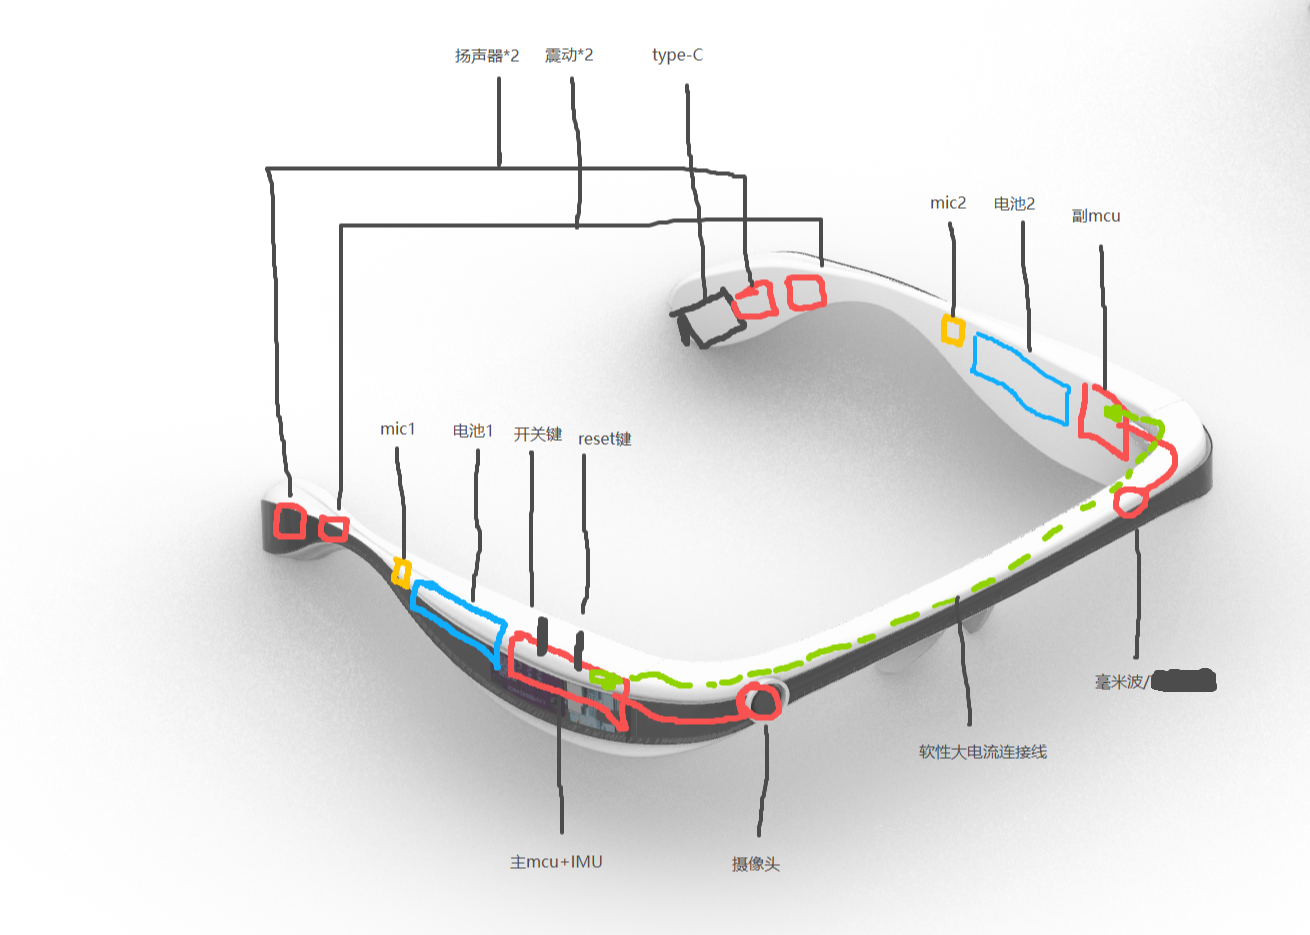 扬声器*2
震动*2
type-C
mic2
电池2
副mcu
mic1
电池1
开关键
reset键
毫米波/
软性大电流连接线
主mcu+IMU
摄像头